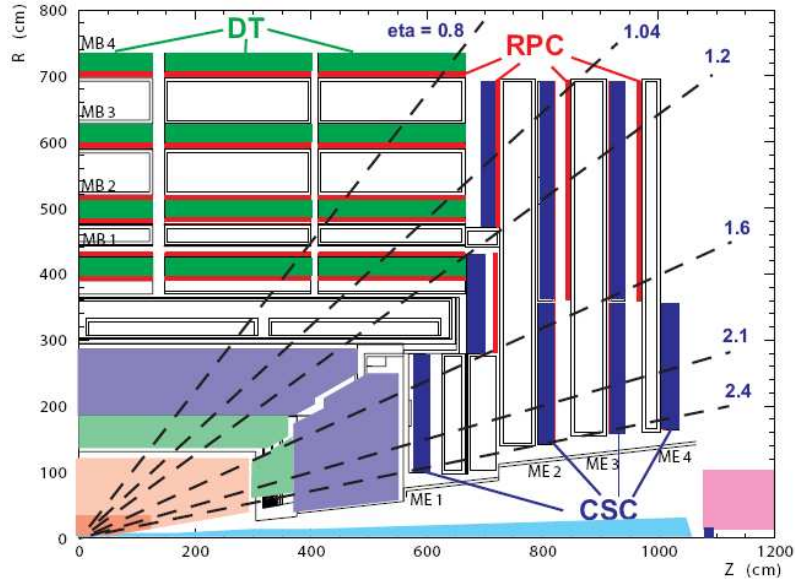 R (cm)
800
700
600
500
400
300
200
100
0
MB 4
DT
eta = 0.8
RPC
1.04
1.2
MB 3
MB 2
MB 1
1.6
2.1
2.4
ME 1
ME 2
ME 3
ME 4
CSC
0
200
400
600
800
1000
1200
Z (cm)